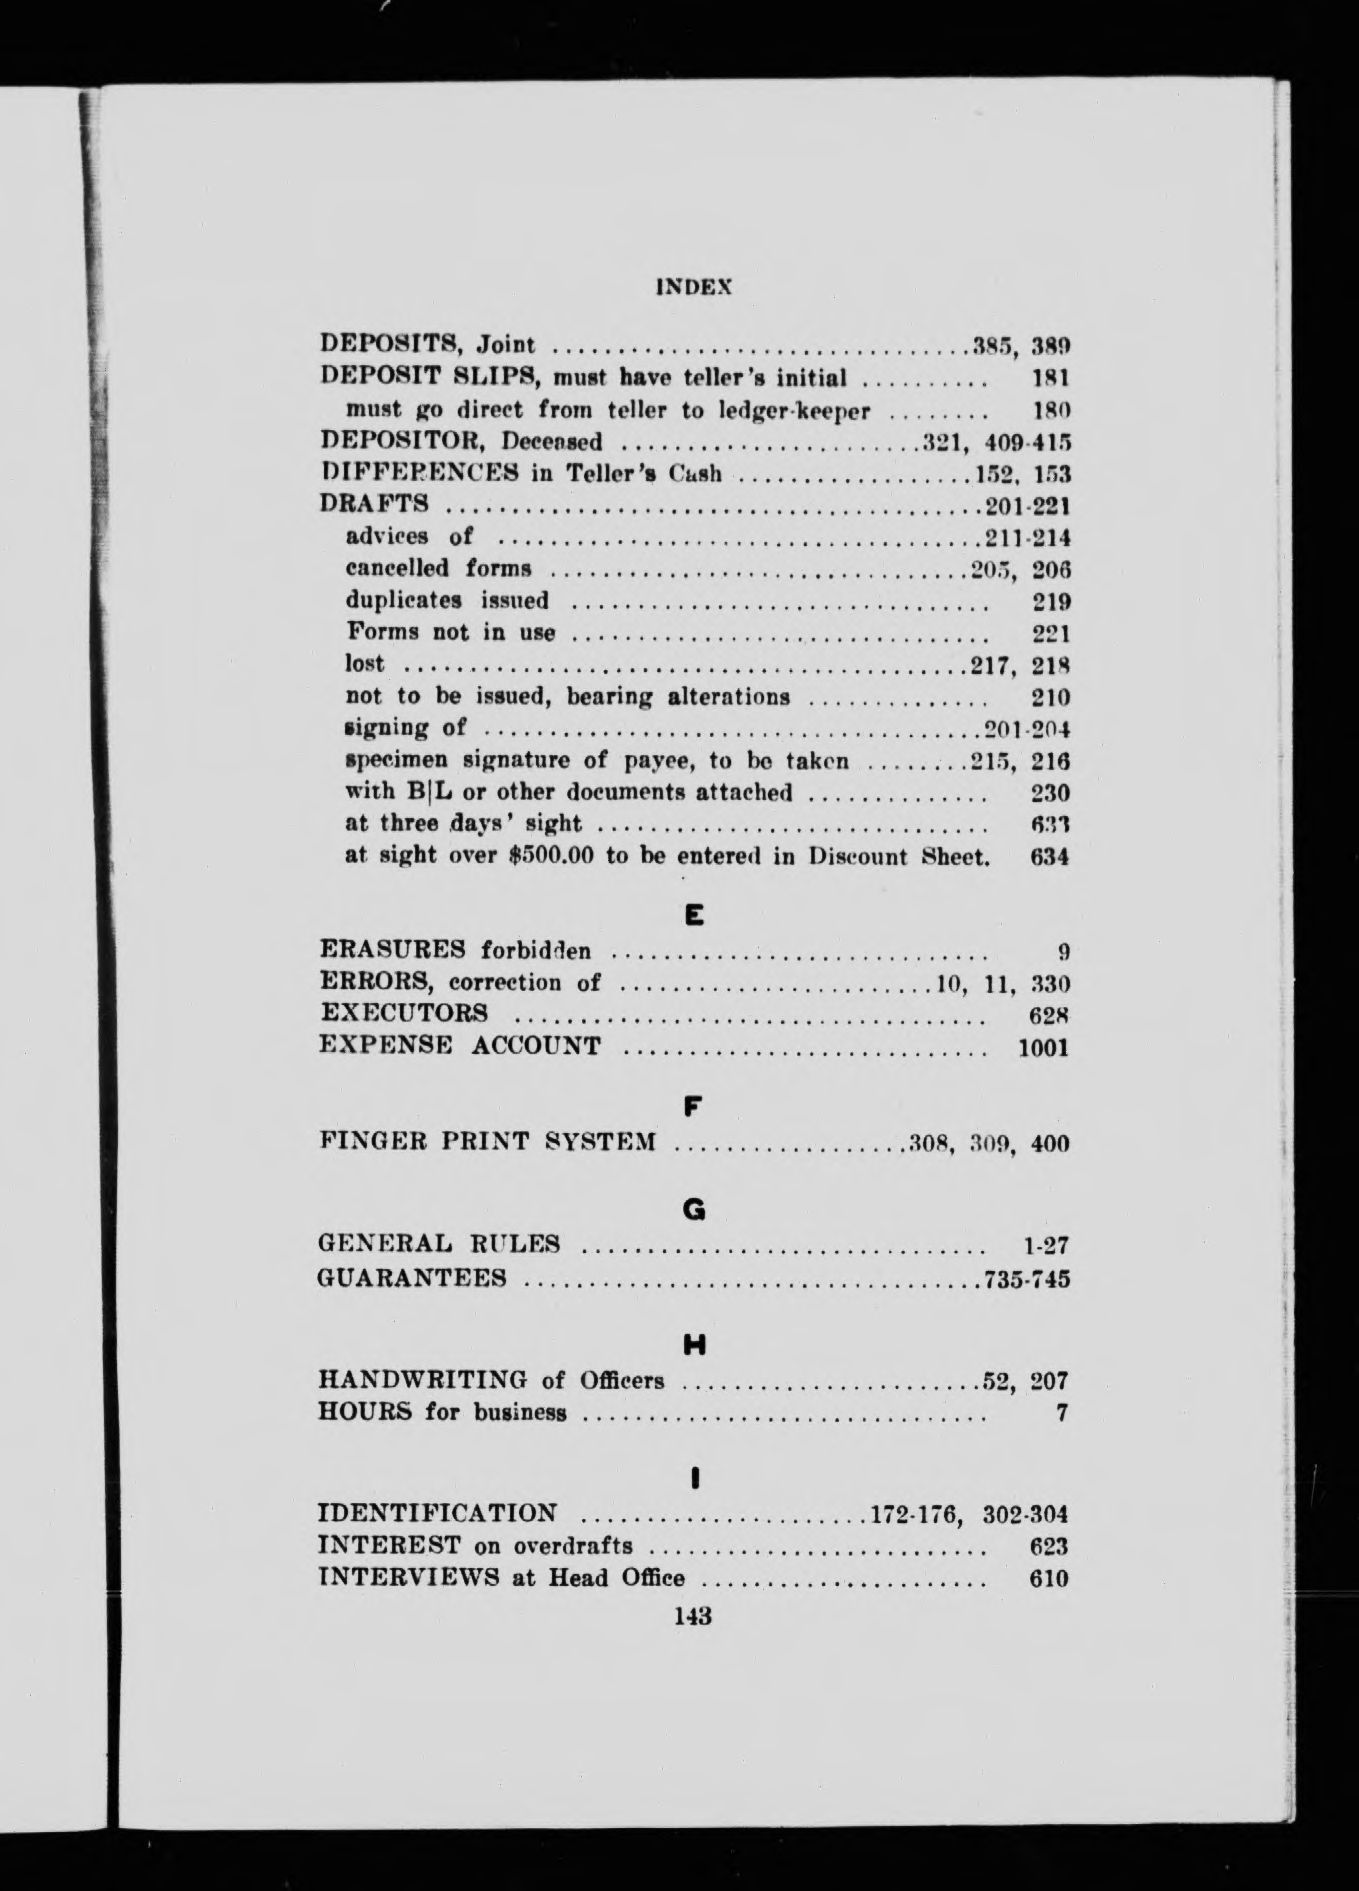 INDEX
DEPOSITS, Joint ................................385, 389
DEPOSIT SLIPS, must have teller's initial .......... 181
must go direct from teller to ledger-keeper ........ 180
DEPOSITOR, Deceased .......................321, 409-415
DIFFERENCES in Teller's Cash ..................152, 153
DRAFTS .........................................201-221
advices of .....................................211-214
cancelled forms ................................205, 206
duplicates issued ................................ 219
Forms not in use ................................ 221
lost ...........................................217, 218
not to be issued, bearing alterations .............. 210
signing of ......................................201-204
specimen signature of payee, to be taken ........215, 216
with B|L or other documents attached .............. 230
at three days' sight .............................. 633
at sight over $500.00 to be entered in Discount Sheet. 634
E
ERASURES forbidden ............................. 9
ERRORS, correction of ........................10, 11, 330
EXECUTORS .................................... 628
EXPENSE ACCOUNT ............................ 1001
F
FINGER PRINT SYSTEM ..................308, 309, 400
G
GENERAL RULES ............................... 1-27
GUARANTEES ...................................735-745
H
HANDWRITING of Officers .......................52, 207
HOURS for business ............................... 7
I
IDENTIFICATION ......................172-176, 302-304
INTEREST on overdrafts .......................... 623
INTERVIEWS at Head Office ...................... 610
143